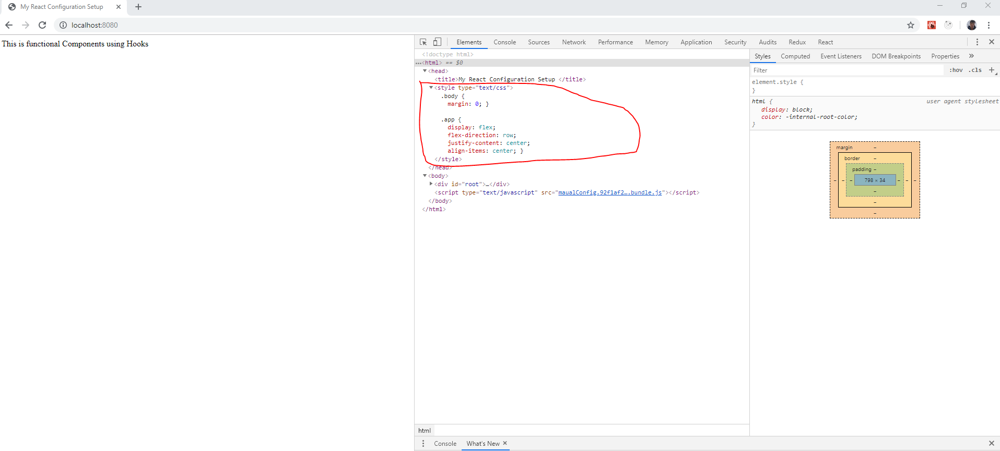 My React Configuration Setup
localhost:8080
This is functional Components using Hooks
Elements Console Sources Network Performance Memory Application Security Audits Redux React
<!doctype html>
…<html> == $0
<head>
<title>My React Configuration Setup </title>
<style type="text/css">
.body {
margin: 0; }
.app {
display: flex;
flex-direction: row;
justify-content: center;
align-items: center; }
</style>
</head>
<body>
<div id="root">…</div>
<script type="text/javascript" src="maualConfig.92f1af2….bundle.js"></script>
</body>
</html>
html
Styles Computed Event Listeners DOM Breakpoints Properties »
Filter :hov .cls +
element.style {
}
html { user agent stylesheet
display: block;
color: -internal-root-color;
}
margin –
border –
padding –
– – – 798 × 34 – – –
–
–
–
Console What's New